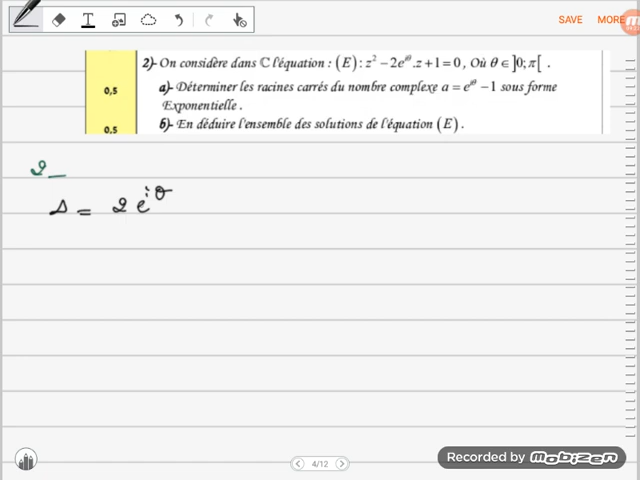 SAVE MORE
2)- On considère dans ℂ l'équation : (E): z² − 2e^{iθ}.z + 1 = 0, Où θ ∈ ]0;π[ .
0,5 a)- Déterminer les racines carrés du nombre complexe a = e^{iθ} − 1 sous forme
Exponentielle .
0,5 b)- En déduire l'ensemble des solutions de l'équation (E) .
2_
Δ = 2 e^{iθ}
4/12
Recorded by Mobizen